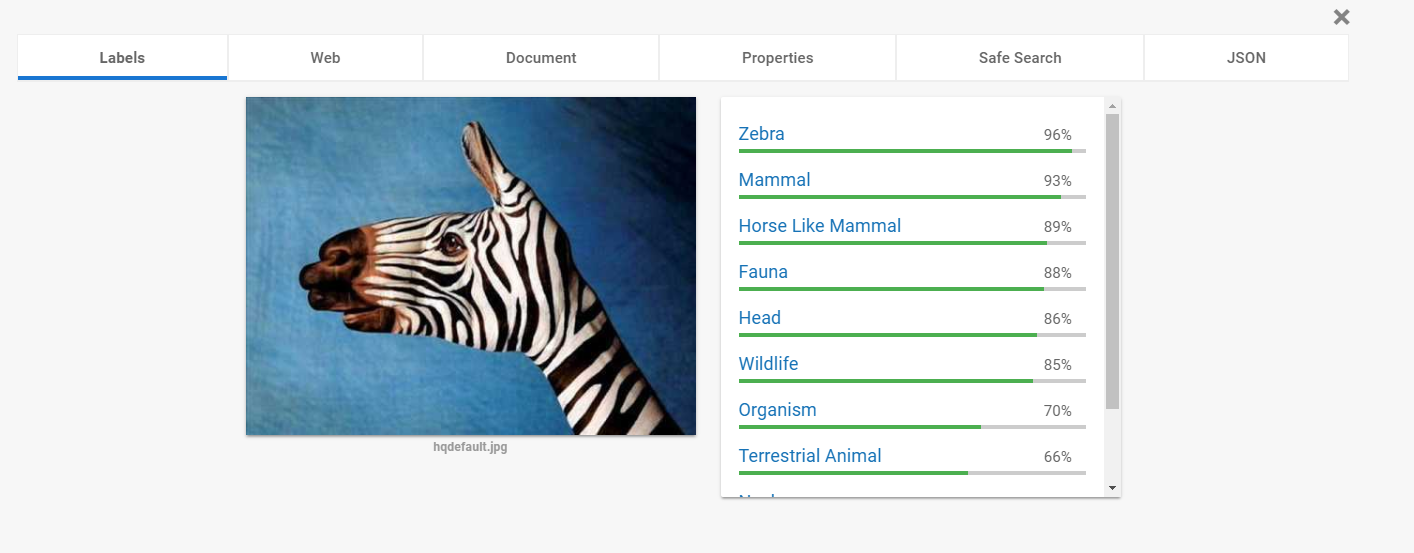 Labels Web Document Properties Safe Search JSON
Zebra 96%
Mammal 93%
Horse Like Mammal 89%
Fauna 88%
Head 86%
Wildlife 85%
Organism 70%
Terrestrial Animal 66%
hqdefault.jpg